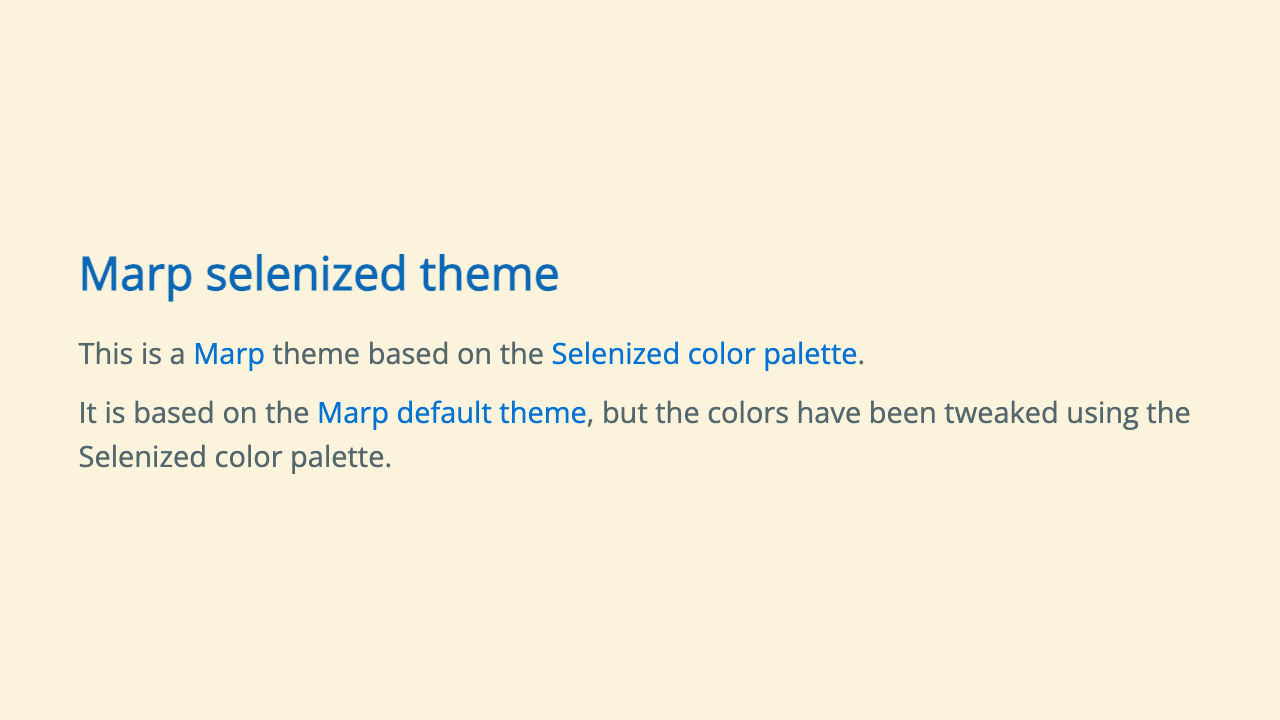 Marp selenized theme
This is a Marp theme based on the Selenized color palette.
It is based on the Marp default theme, but the colors have been tweaked using the
Selenized color palette.